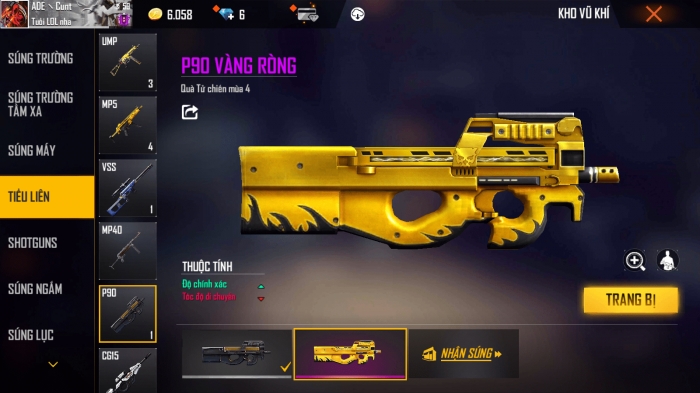 ADE ヽ Cunt
Tuổi LOL nha
6.058
6
KHO VŨ KHÍ
SÚNG TRƯỜNG
SÚNG TRƯỜNG
TẦM XA
SÚNG MÁY
TIỂU LIÊN
SHOTGUNS
SÚNG NGẮM
SÚNG LỤC
UMP
3
MP5
4
VSS
1
MP40
P90
1
CG15
P90 VÀNG RÒNG
Quà Tử chiến mùa 4
THUỘC TÍNH
Độ chính xác
Tốc độ di chuyển
TRANG BỊ
NHẬN SÚNG